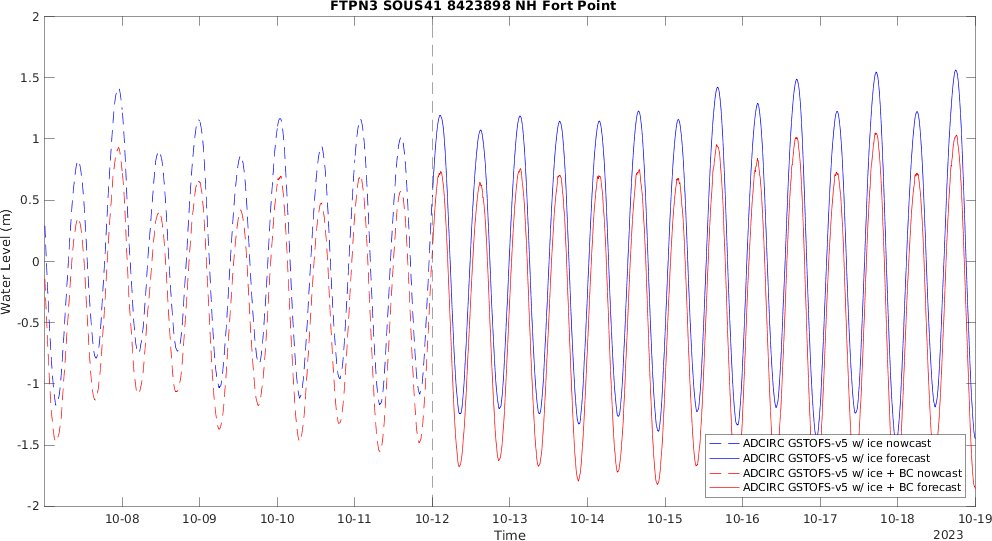 FTPN3 SOUS41 8423898 NH Fort Point
Water Level (m)
2
1.5
1
0.5
0
-0.5
-1
-1.5
-2
10-08 10-09 10-10 10-11 10-12 10-13 10-14 10-15 10-16 10-17 10-18 10-19
Time
2023
ADCIRC GSTOFS-v5 w/ ice nowcast
ADCIRC GSTOFS-v5 w/ ice forecast
ADCIRC GSTOFS-v5 w/ ice + BC nowcast
ADCIRC GSTOFS-v5 w/ ice + BC forecast